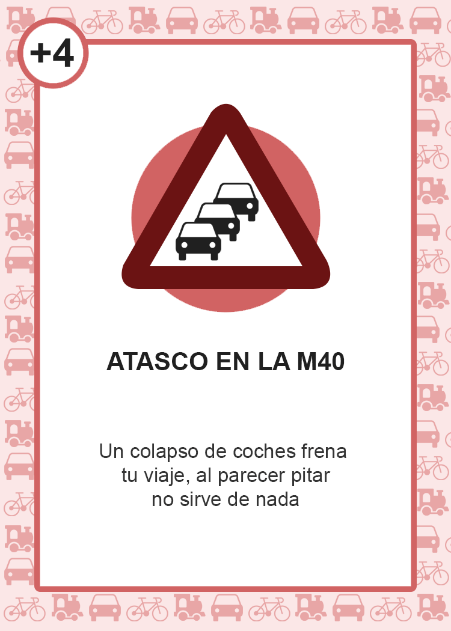 +4
ATASCO EN LA M40
Un colapso de coches frena
tu viaje, al parecer pitar
no sirve de nada